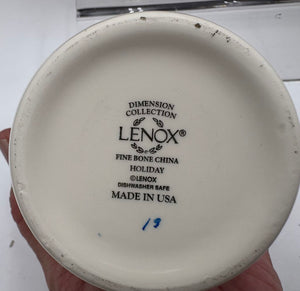 DIMENSION
COLLECTION
LENOX®
FINE BONE CHINA
HOLIDAY
©LENOX
DISHWASHER SAFE
MADE IN USA
13